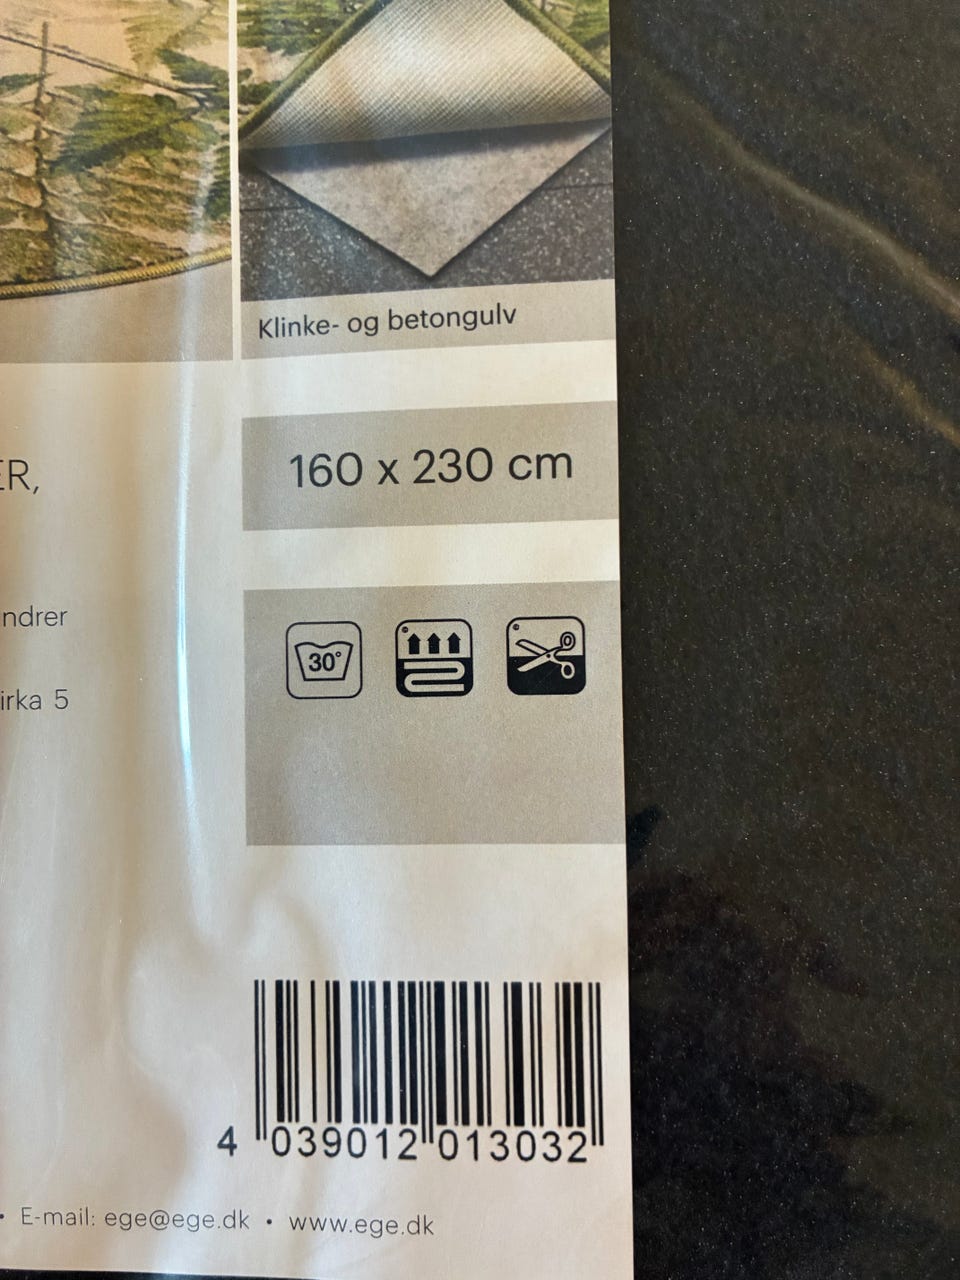 Klinke- og betongulv
160 x 230 cm
ER,
ndrer
irka 5
30°
4 039012 013032
• E-mail: ege@ege.dk • www.ege.dk